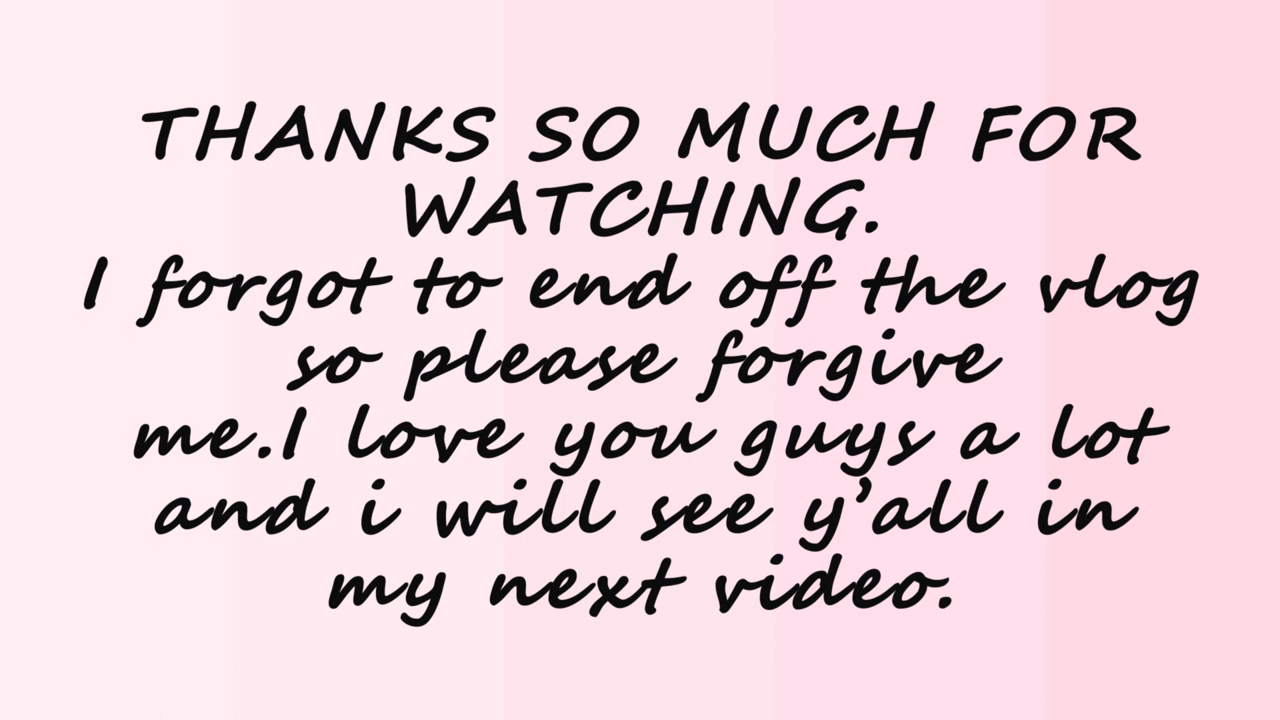 THANKS SO MUCH FOR
WATCHING.
I forgot to end off the vlog
so please forgive
me.I love you guys a lot
and i will see y’all in
my next video.